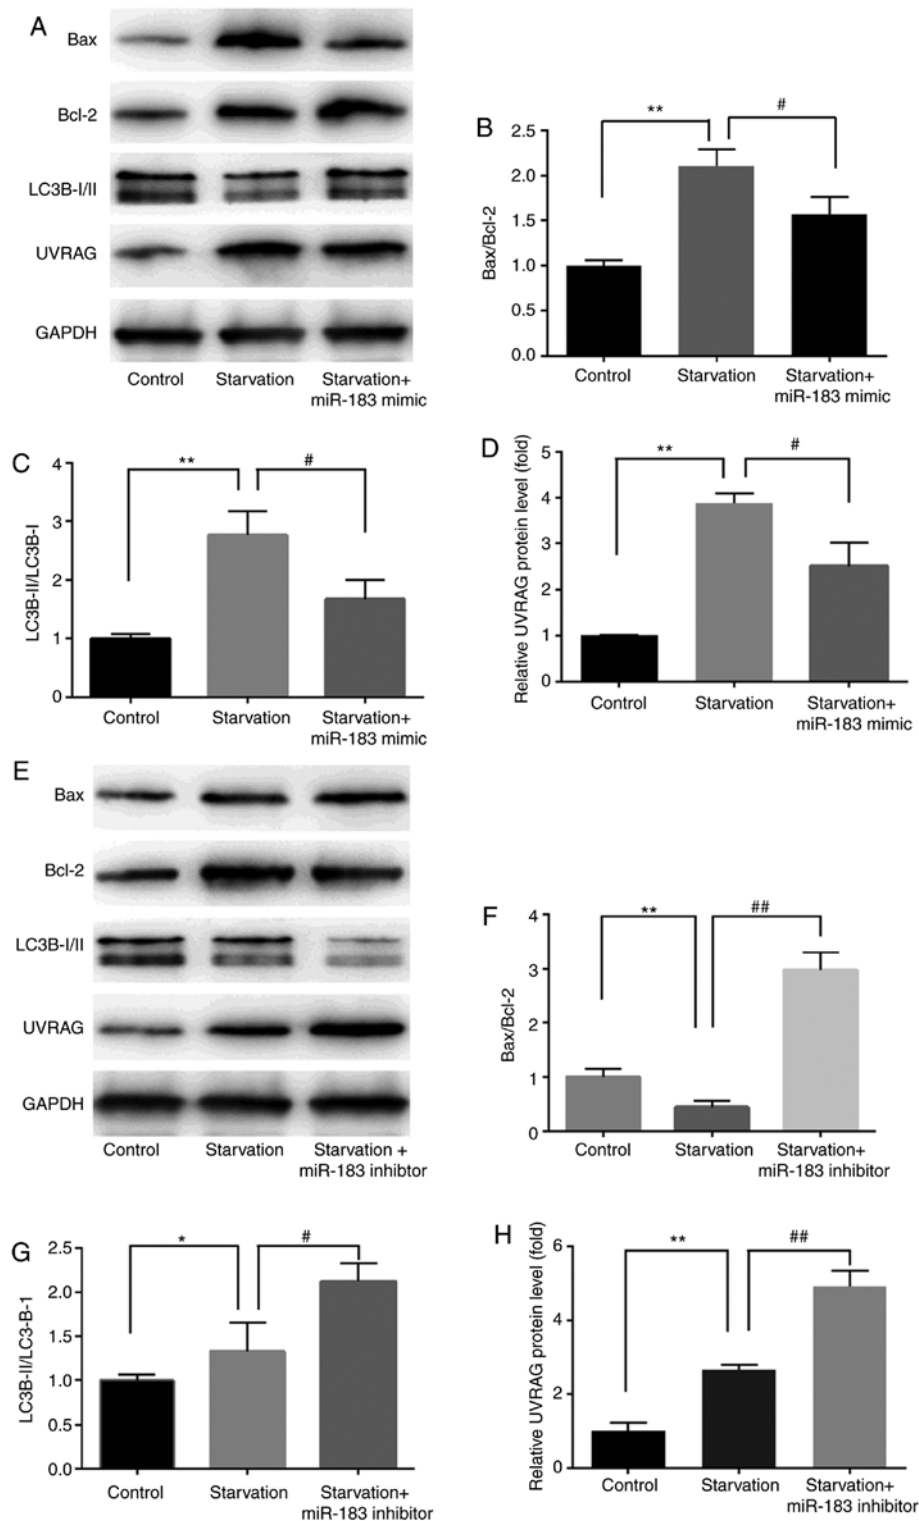 A
Bax
Bcl-2
LC3B-I/II
UVRAG
GAPDH
Control Starvation Starvation+
miR-183 mimic
B
** #
Bax/Bcl-2
2.5
2.0
1.5
1.0
0.5
0.0
Control Starvation Starvation+
miR-183 mimic
C
** #
LC3B-II/LC3B-I
4
3
2
1
0
Control Starvation Starvation+
miR-183 mimic
D
** #
Relative UVRAG protein level (fold)
5
4
3
2
1
0
Control Starvation Starvation+
miR-183 mimic
E
Bax
Bcl-2
LC3B-I/II
UVRAG
GAPDH
Control Starvation Starvation +
miR-183 inhibitor
F
** ##
Bax/Bcl-2
4
3
2
1
0
Control Starvation Starvation+
miR-183 inhibitor
G
* #
LC3B-II/LC3-B-1
2.5
2.0
1.5
1.0
0.5
0.0
Control Starvation Starvation+
miR-183 inhibitor
H
** ##
Relative UVRAG protein level (fold)
6
4
2
0
Control Starvation Starvation+
miR-183 inhibitor